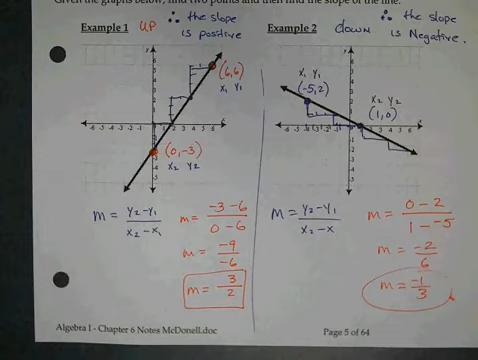 Given the graphs below, find two points and then find the slope of the line.
Example 1 UP ∴ the slope is positive
(6,6)
x₁ y₁
(0,-3)
x₂ y₂
m = y₂-y₁ / x₂-x₁
m = -3-6 / 0-6
m = -9 / -6
m = 3 / 2
Example 2 down ∴ the slope is Negative.
x₁ y₁
(-5,2)
x₂ y₂
(1,0)
m = y₂-y₁ / x₂-x
m = 0-2 / 1--5
m = -2 / 6
m = -1 / 3
Algebra I - Chapter 6 Notes McDonell.doc
Page 5 of 64